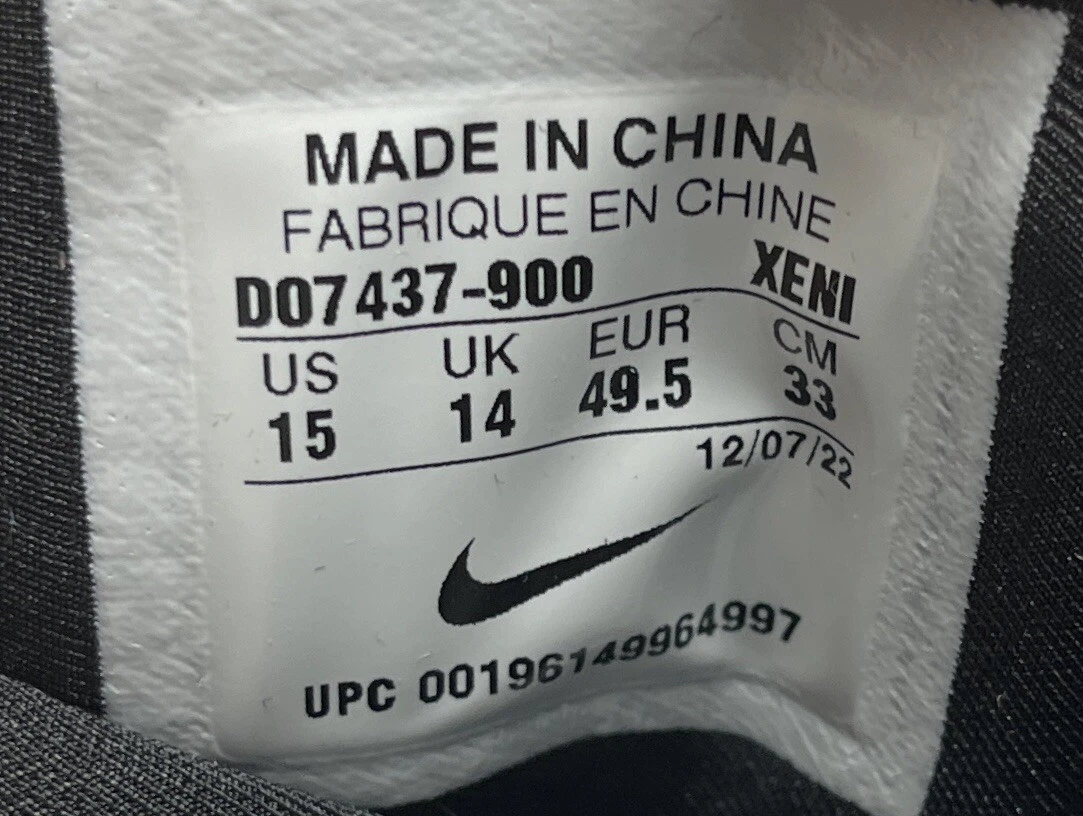 MADE IN CHINA
FABRIQUE EN CHINE
DO7437-900 XENI
US UK EUR CM
15 14 49.5 33
12/07/22
UPC 00196149964997